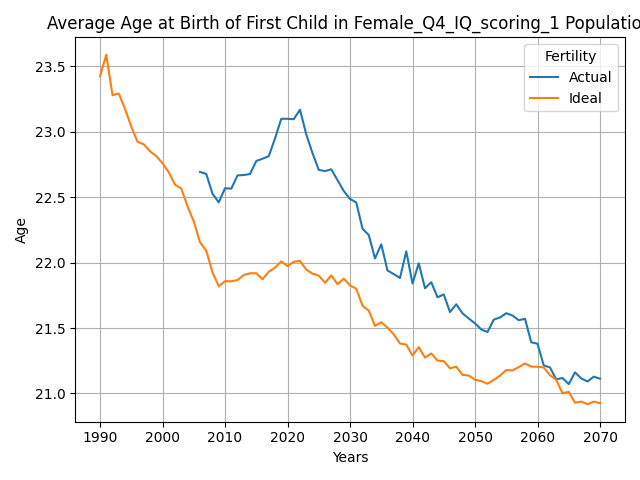 Average Age at Birth of First Child in Female_Q4_IQ_scoring_1 Populatio
Fertility
Actual
Ideal
23.5
23.0
22.5
22.0
21.5
21.0
Age
1990 2000 2010 2020 2030 2040 2050 2060 2070
Years